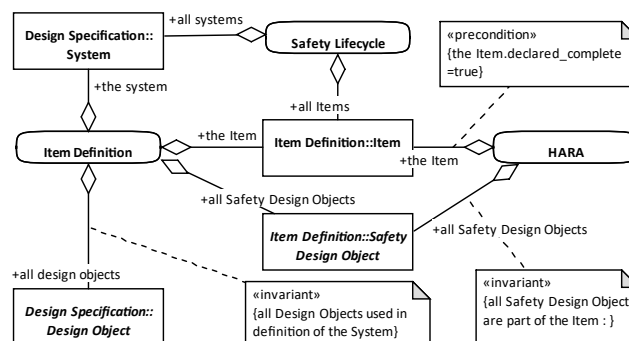 Design Specification::
System
+all systems
Safety Lifecycle
«precondition»
{the Item.declared_complete
=true}
+the system
+all Items
Item Definition
+the Item
Item Definition::Item
+the Item
HARA
+all Safety Design Objects
Item Definition::Safety
Design Object
+all Safety Design Objects
+all design objects
Design Specification::
Design Object
«invariant»
{all Design Objects used in
definition of the System}
«invariant»
{all Safety Design Object
are part of the Item : }